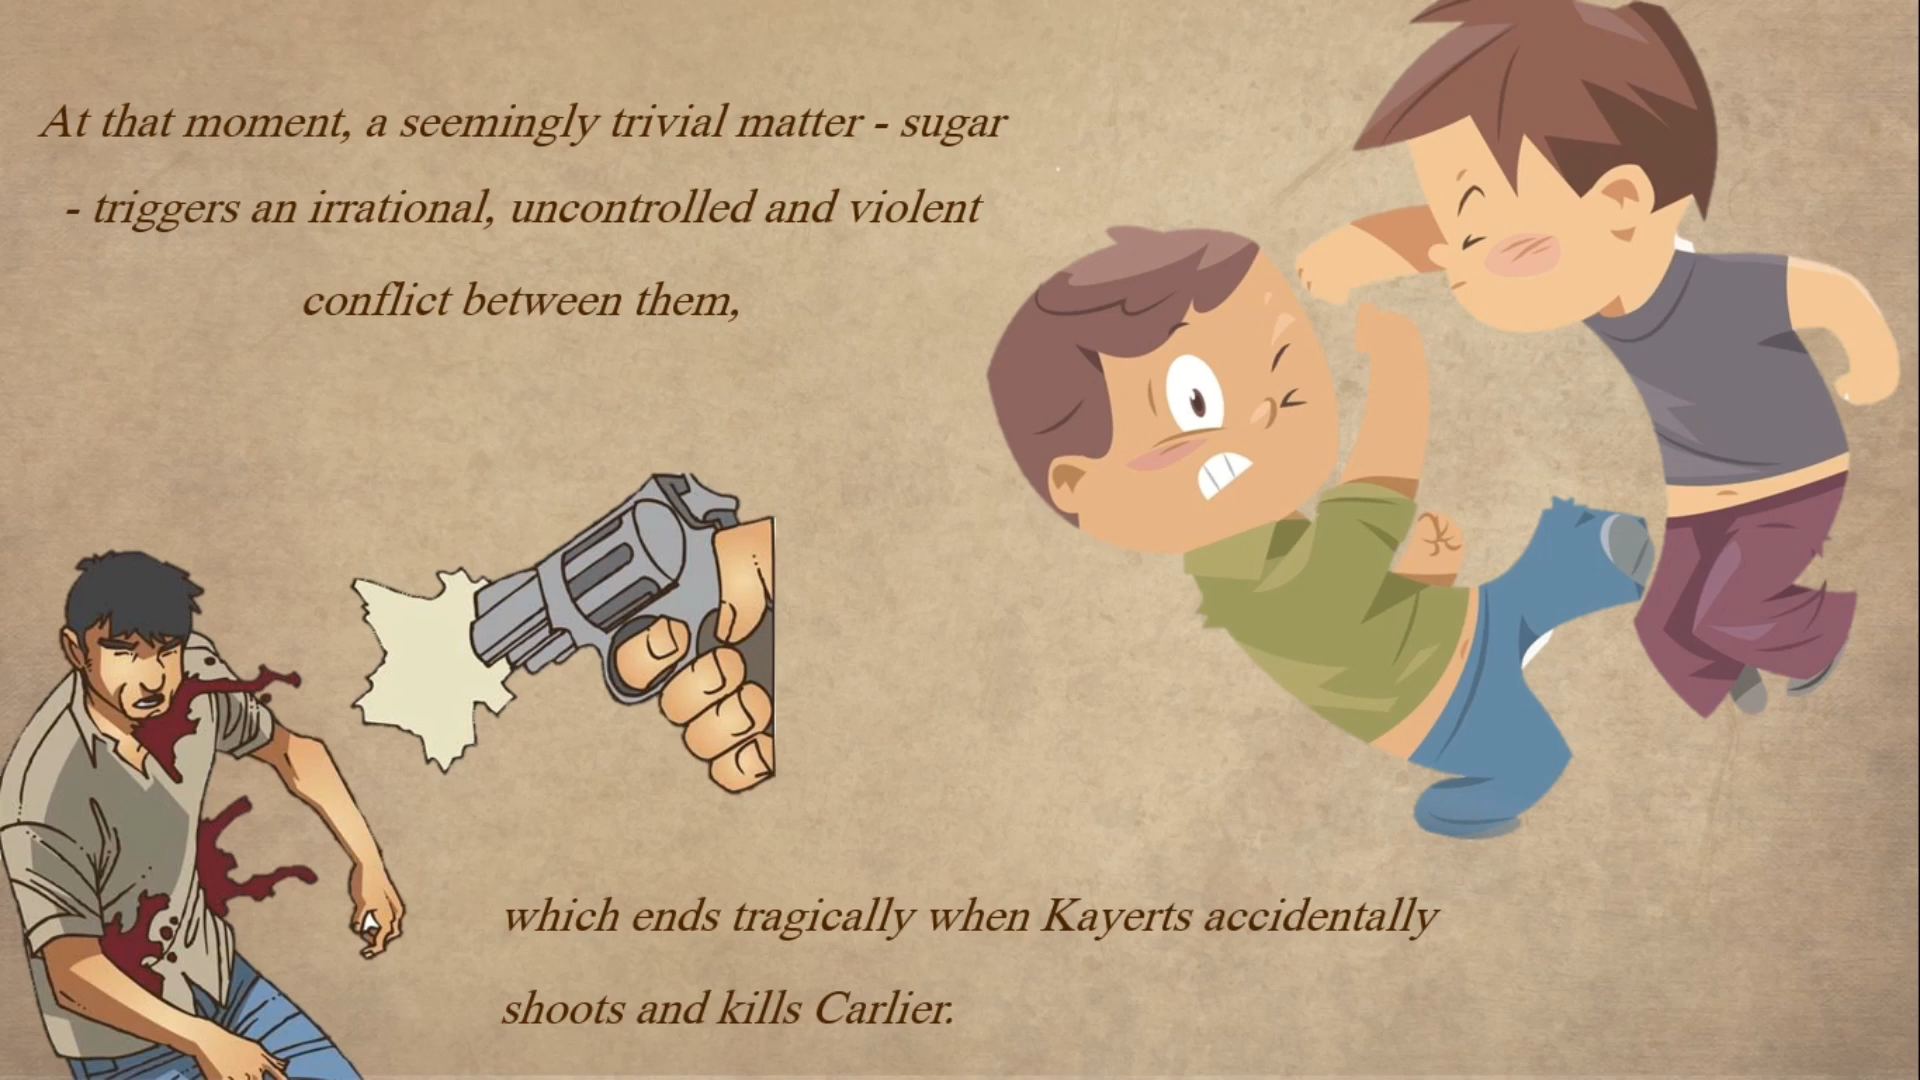 At that moment, a seemingly trivial matter - sugar
- triggers an irrational, uncontrolled and violent
conflict between them,
which ends tragically when Kayerts accidentally
shoots and kills Carlier.